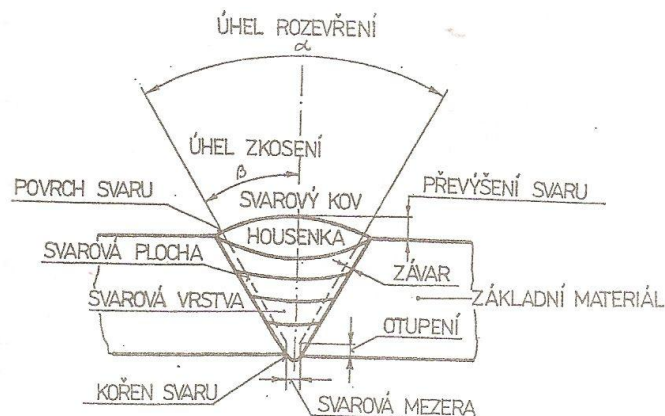 ÚHEL ROZEVŘENÍ
α
ÚHEL ZKOSENÍ
β
POVRCH SVARU
SVAROVÝ KOV
PŘEVÝŠENÍ SVARU
HOUSENKA
SVAROVÁ PLOCHA
ZÁVAR
SVAROVÁ VRSTVA
ZÁKLADNÍ MATERIÁL
OTUPENÍ
KOŘEN SVARU
SVAROVÁ MEZERA